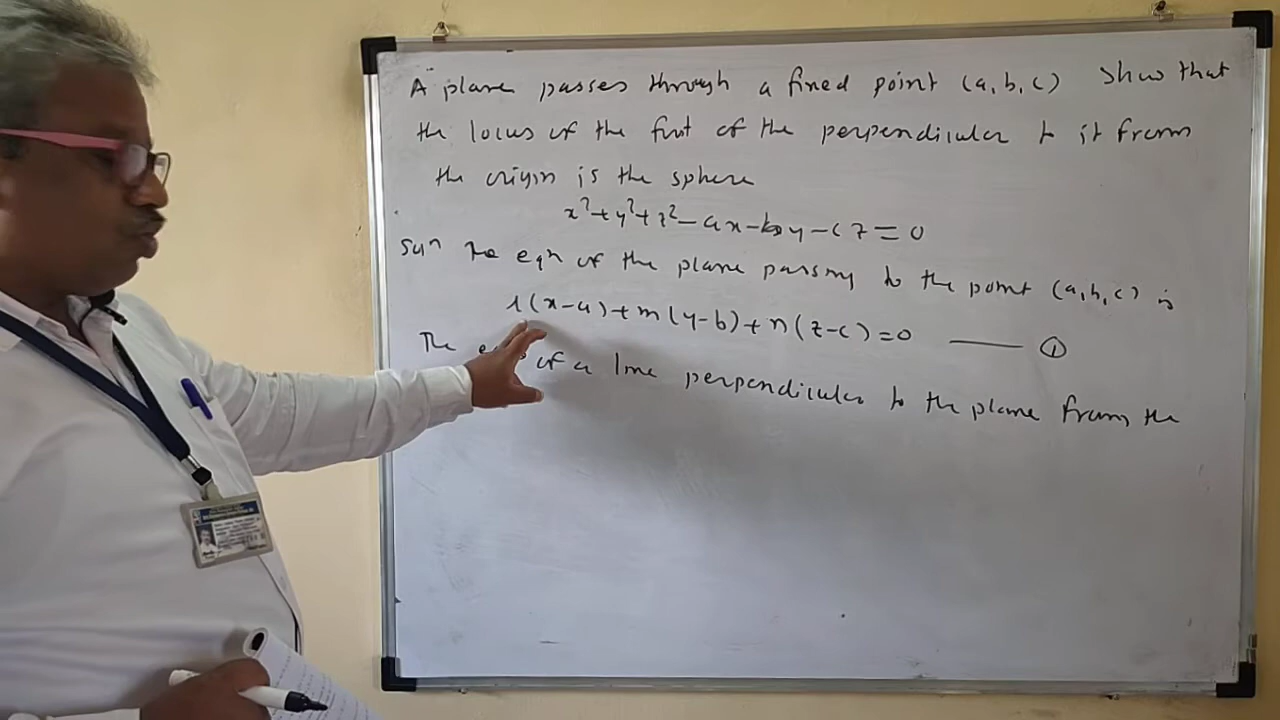 A plane passes through a fixed point (a, b, c) show that
the locus of the foot of the perpendicular to it from
the origin is the sphere
x²+y²+z²-ax-by-cz=0
Solⁿ The eqn of the plane passing to the point (a, b, c) is
l(x-a)+m(y-b)+n(z-c)=0 —— ①
The of a line perpendicular to the plane from the